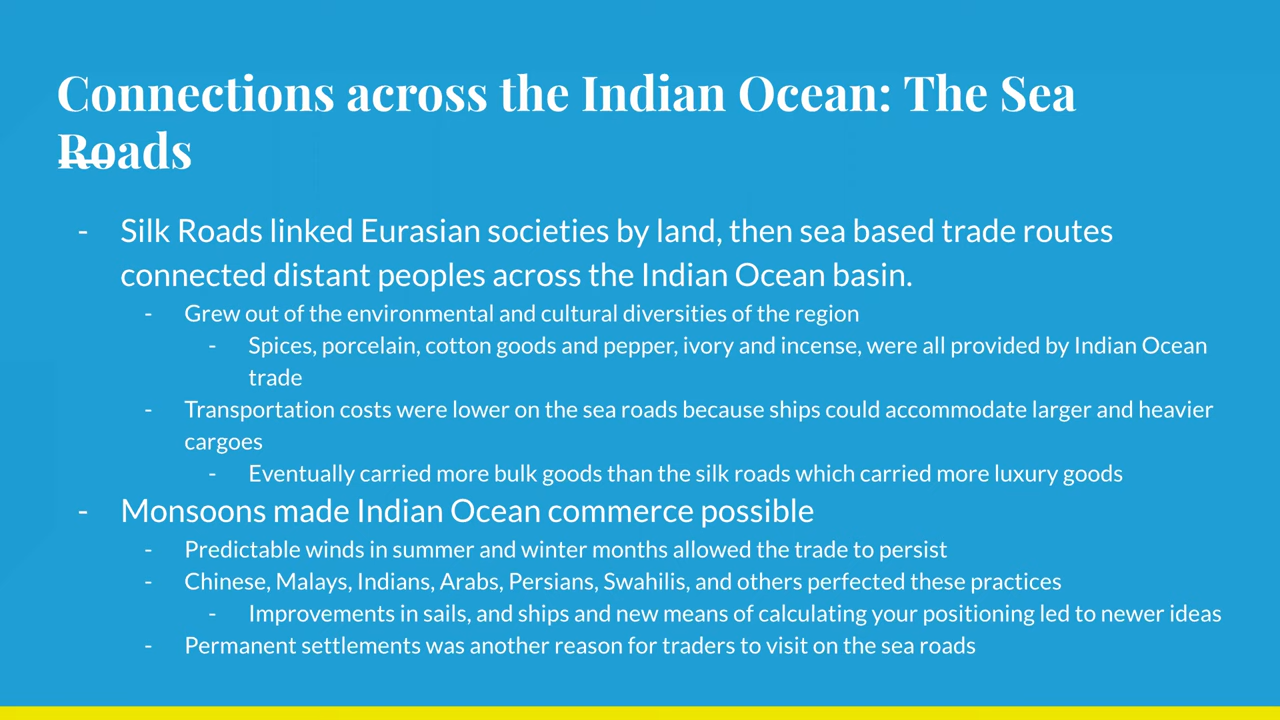 Connections across the Indian Ocean: The Sea
Roads
- Silk Roads linked Eurasian societies by land, then sea based trade routes
connected distant peoples across the Indian Ocean basin.
- Grew out of the environmental and cultural diversities of the region
- Spices, porcelain, cotton goods and pepper, ivory and incense, were all provided by Indian Ocean
trade
- Transportation costs were lower on the sea roads because ships could accommodate larger and heavier
cargoes
- Eventually carried more bulk goods than the silk roads which carried more luxury goods
- Monsoons made Indian Ocean commerce possible
- Predictable winds in summer and winter months allowed the trade to persist
- Chinese, Malays, Indians, Arabs, Persians, Swahilis, and others perfected these practices
- Improvements in sails, and ships and new means of calculating your positioning led to newer ideas
- Permanent settlements was another reason for traders to visit on the sea roads